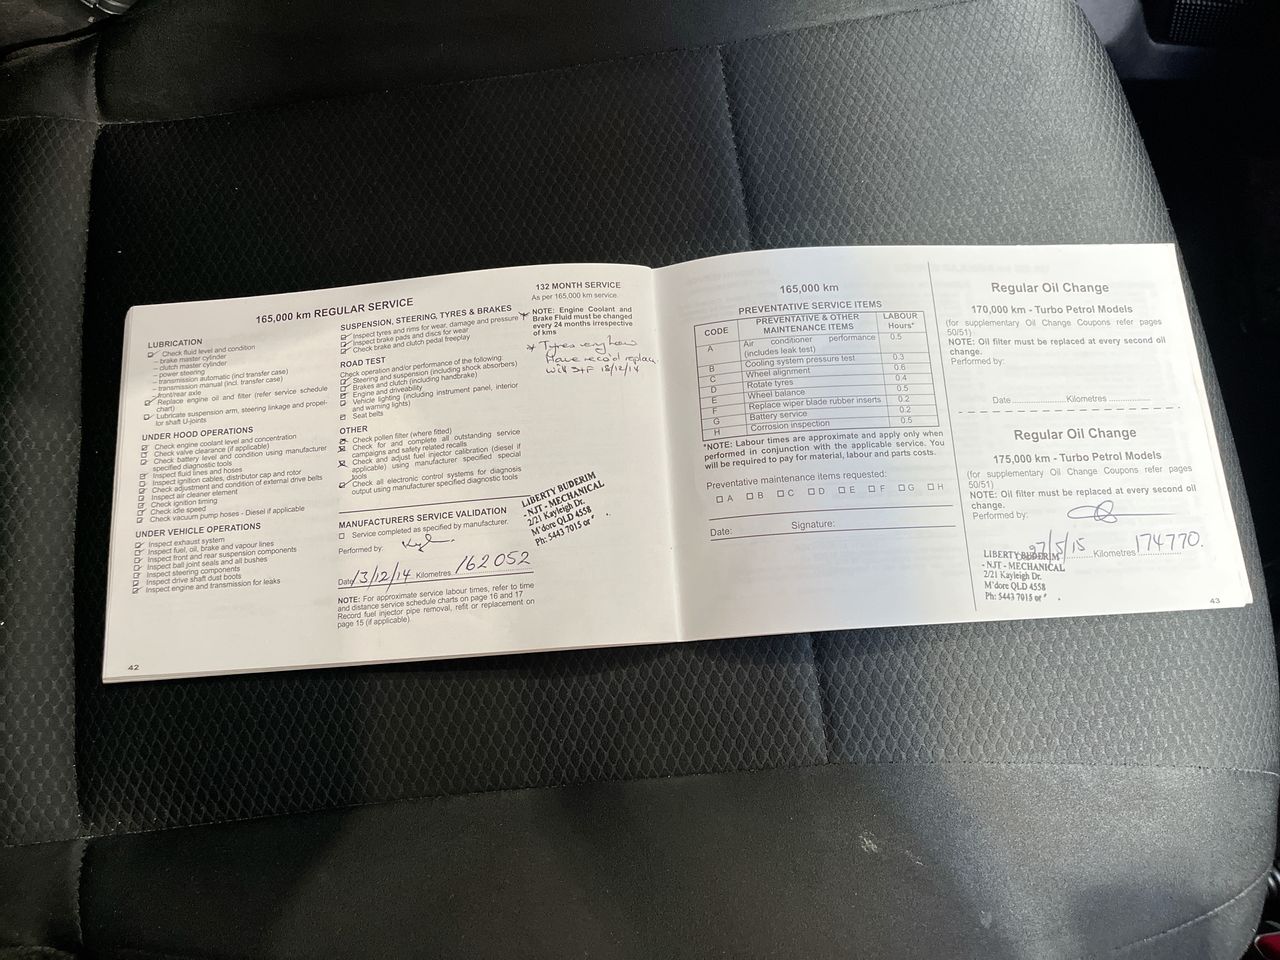 165,000 km REGULAR SERVICE
LUBRICATION
Check fluid level and condition
– brake master cylinder
– clutch master cylinder
– power steering
– transmission automatic (incl transfer case)
– transmission manual (incl. transfer case)
– front/rear axle
Replace engine oil and filter (refer service schedule
chart)
Lubricate suspension arm, steering linkage and propel-
lor shaft U-joints
UNDER HOOD OPERATIONS
Check engine coolant level and concentration
Check valve clearance (if applicable)
Check battery level and condition using manufacturer
specified diagnostic tools
Inspect fluid lines and hoses
Inspect ignition cables, distributor cap and rotor
Check adjustment and condition of external drive belts
Inspect air cleaner element
Check ignition timing
Check idle speed
Check vacuum pump hoses - Diesel if applicable
UNDER VEHICLE OPERATIONS
Inspect exhaust system
Inspect fuel, oil, brake and vapour lines
Inspect front and rear suspension components
Inspect ball joint seals and all bushes
Inspect steering components
Inspect drive shaft dust boots
Inspect engine and transmission for leaks
42
SUSPENSION, STEERING, TYRES & BRAKES
Inspect tyres and rims for wear, damage and pressure
Inspect brake pads and discs for wear
Check brake and clutch pedal freeplay
ROAD TEST
Check operation and/or performance of the following
Steering and suspension (including shock absorbers)
Brakes and clutch (including handbrake)
Engine and driveability
Vehicle lighting (including instrument panel, interior
and warning lights)
Seat belts
OTHER
Check pollen filter (where fitted)
Check for and complete all outstanding service
campaigns and safety related recalls
Check and adjust fuel injector calibration (diesel if
applicable) using manufacturer specified special
tools
Check all electronic control systems for diagnosis
output using manufacturer specified diagnostic tools
MANUFACTURERS SERVICE VALIDATION
Service completed as specified by manufacturer.
Performed by:
Date 13/12/14 Kilometres 162052
NOTE: For approximate service labour times, refer to time
and distance service schedule charts on page 16 and 17
Record fuel injector pipe removal, refit or replacement on
page 15 (if applicable).
132 MONTH SERVICE
As per 165,000 km service.
NOTE: Engine Coolant and
Brake Fluid must be changed
every 24 months irrespective
of kms
* Tyres very low
Have rec'd replace
LIBERTY BUDERIM
- NJT - MECHANICAL
2/21 Kayleigh Dr.
M'dore QLD 4558
Ph: 5443 7015 or
165,000 km
PREVENTATIVE SERVICE ITEMS
CODE PREVENTATIVE & OTHER MAINTENANCE ITEMS LABOUR Hours*
A Air conditioner performance (includes leak test) 0.5
B Cooling system pressure test 0.3
C Wheel alignment 0.6
D Rotate tyres 0.4
E Wheel balance 0.5
F Replace wiper blade rubber inserts 0.2
G Battery service 0.2
H Corrosion inspection 0.5
*NOTE: Labour times are approximate and apply only when
performed in conjunction with the applicable service. You
will be required to pay for material, labour and parts costs.
Preventative maintenance items requested:
A B C D E F G H
Date: Signature:
Regular Oil Change
170,000 km - Turbo Petrol Models
(for supplementary Oil Change Coupons refer pages
50/51)
NOTE: Oil filter must be replaced at every second oil
change.
Performed by:
Date Kilometres
Regular Oil Change
175,000 km - Turbo Petrol Models
(for supplementary Oil Change Coupons refer pages
50/51)
NOTE: Oil filter must be replaced at every second oil
change.
Performed by:
27/5/15 Kilometres 174770
LIBERTY BUDERIM
- NJT - MECHANICAL
2/21 Kayleigh Dr.
M'dore QLD 4558
Ph: 5443 7015 or
43